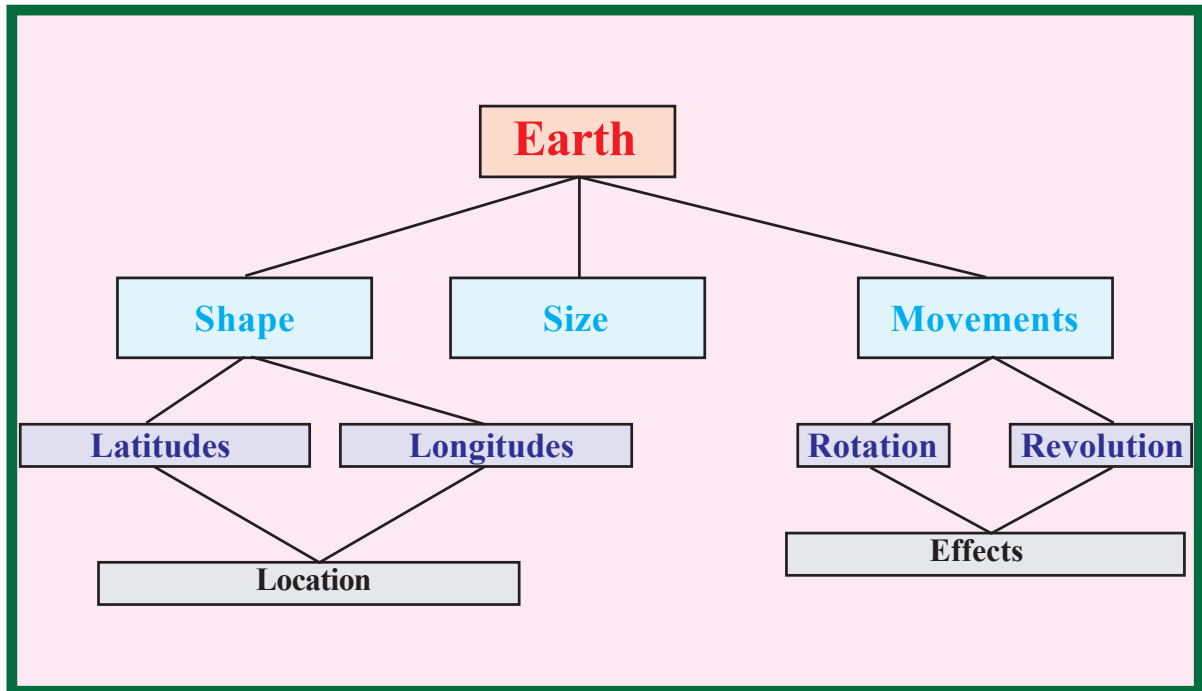 Earth
Shape
Size
Movements
Latitudes
Longitudes
Rotation
Revolution
Location
Effects